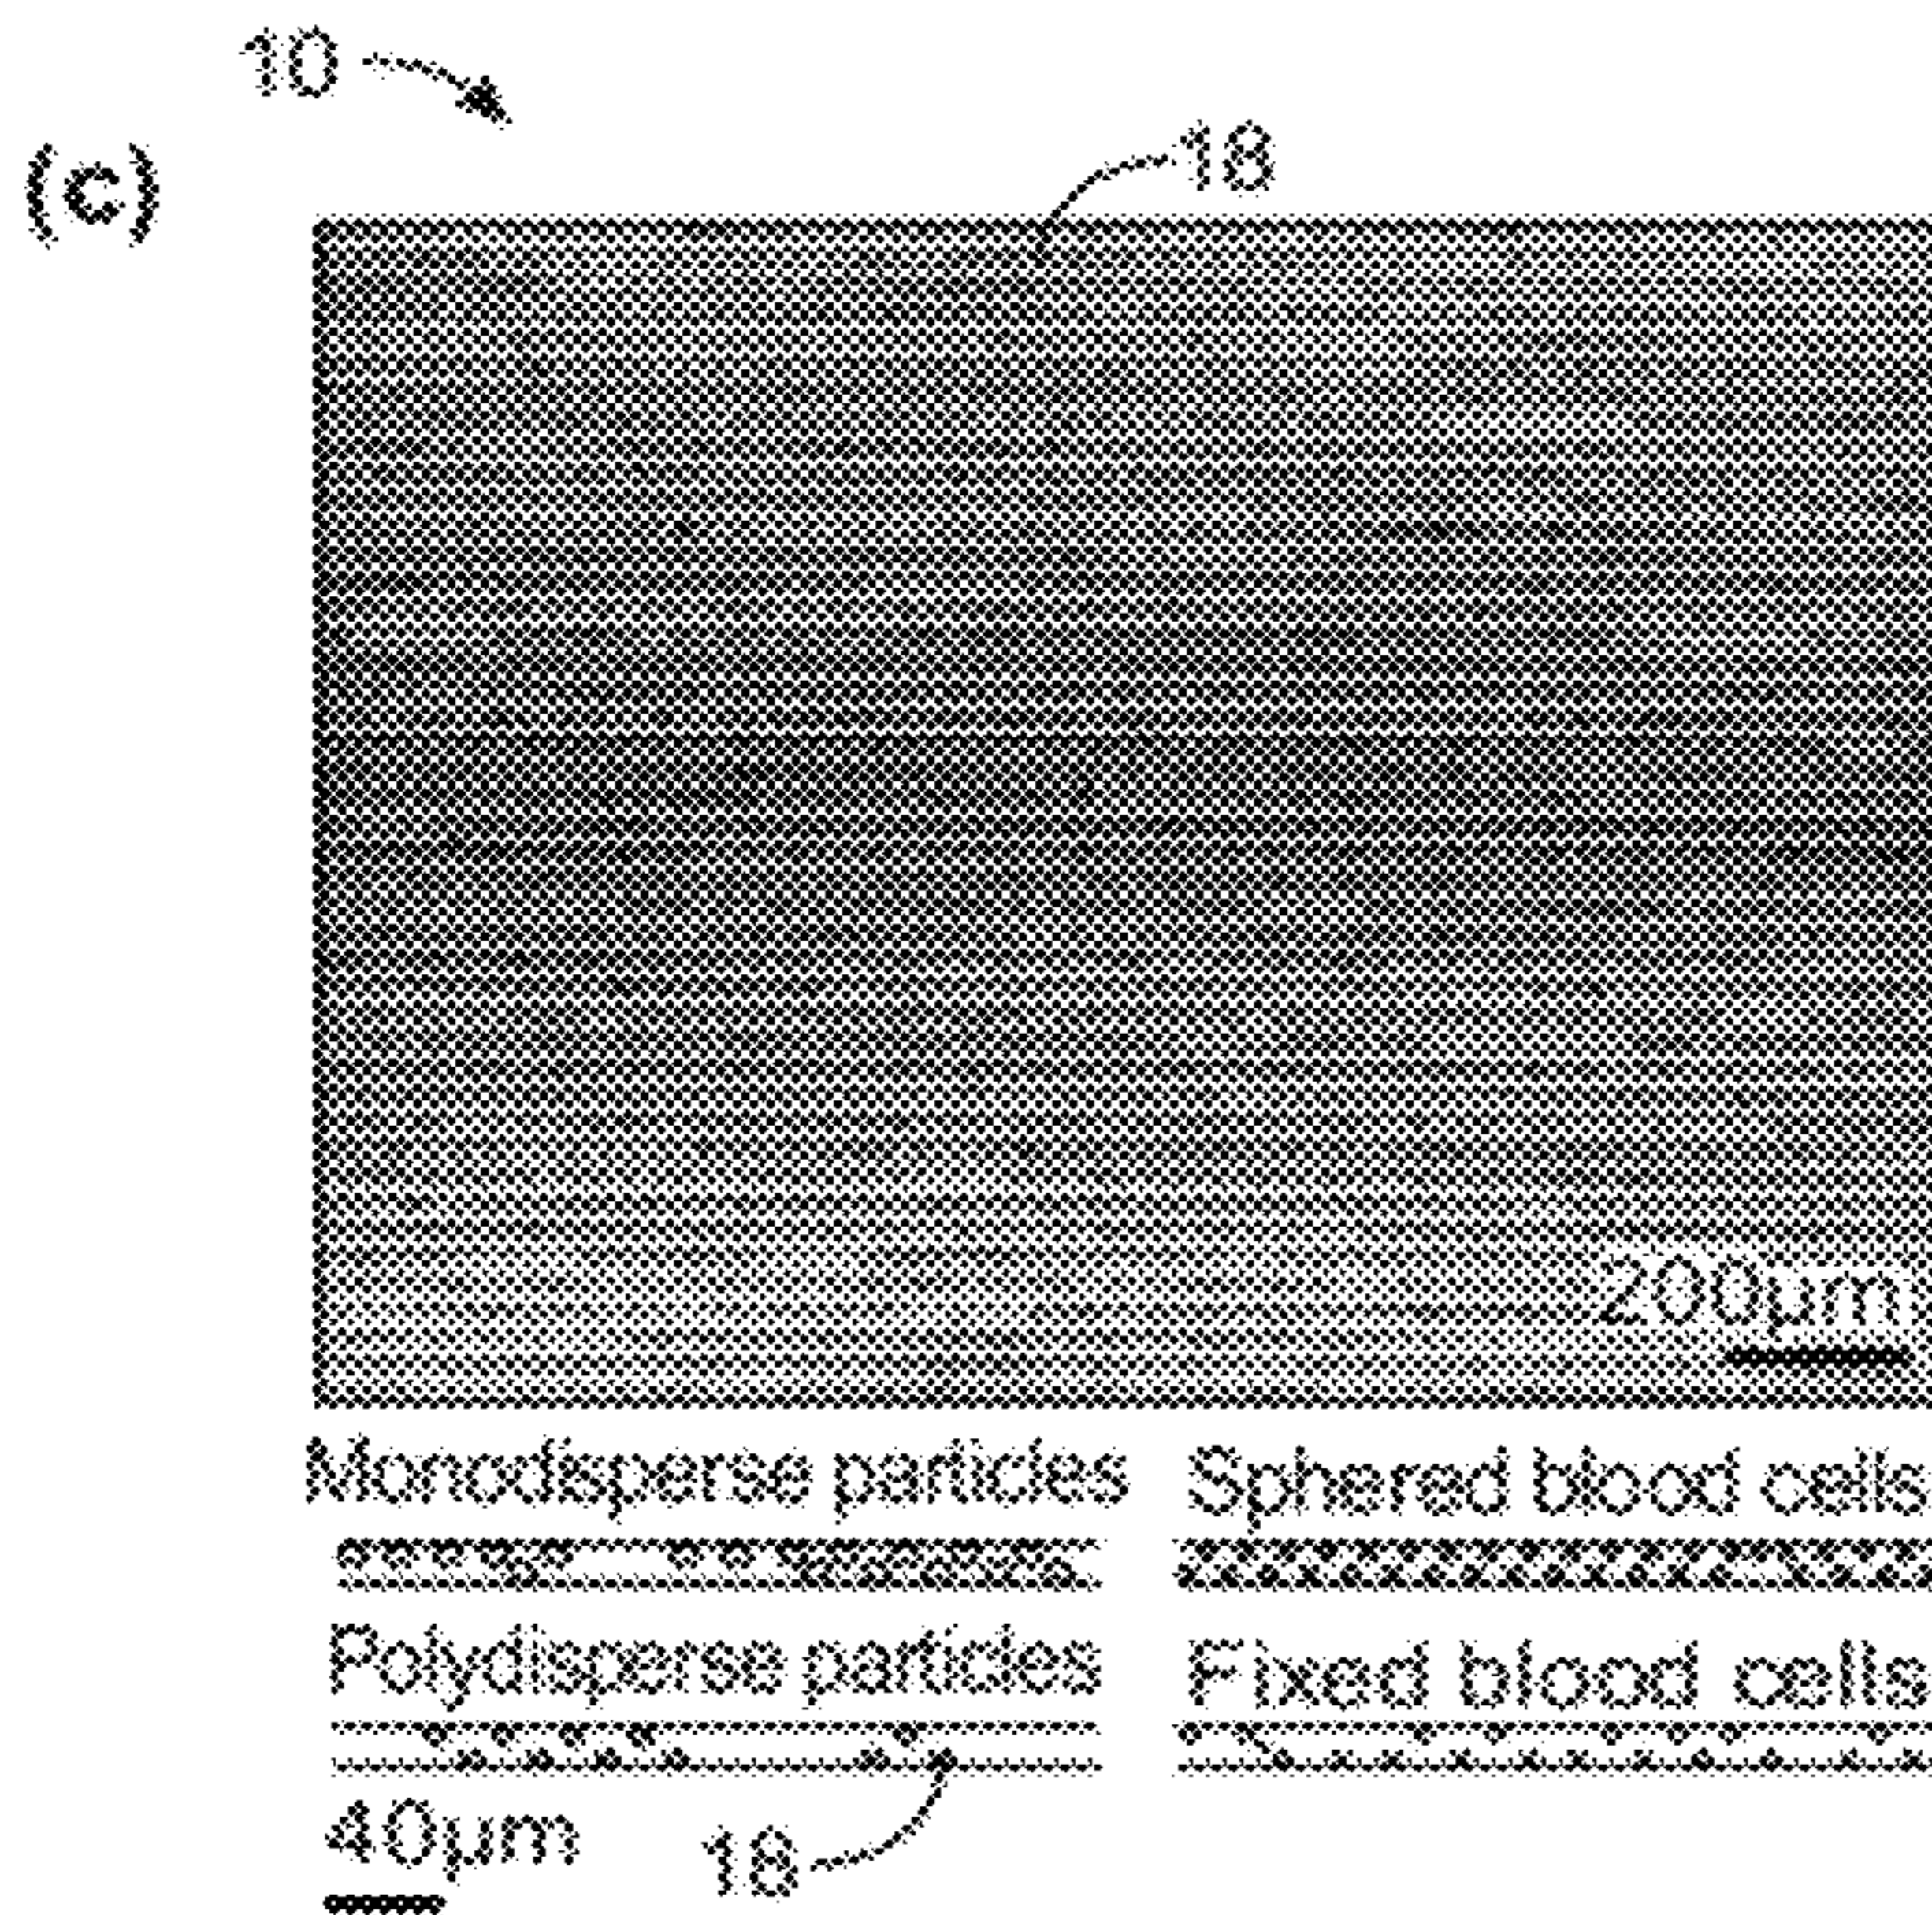 10
(c)
18
200µm
Monodisperse particles
Sphered blood cells
Polydisperse particles
Fixed blood cells
40µm
18